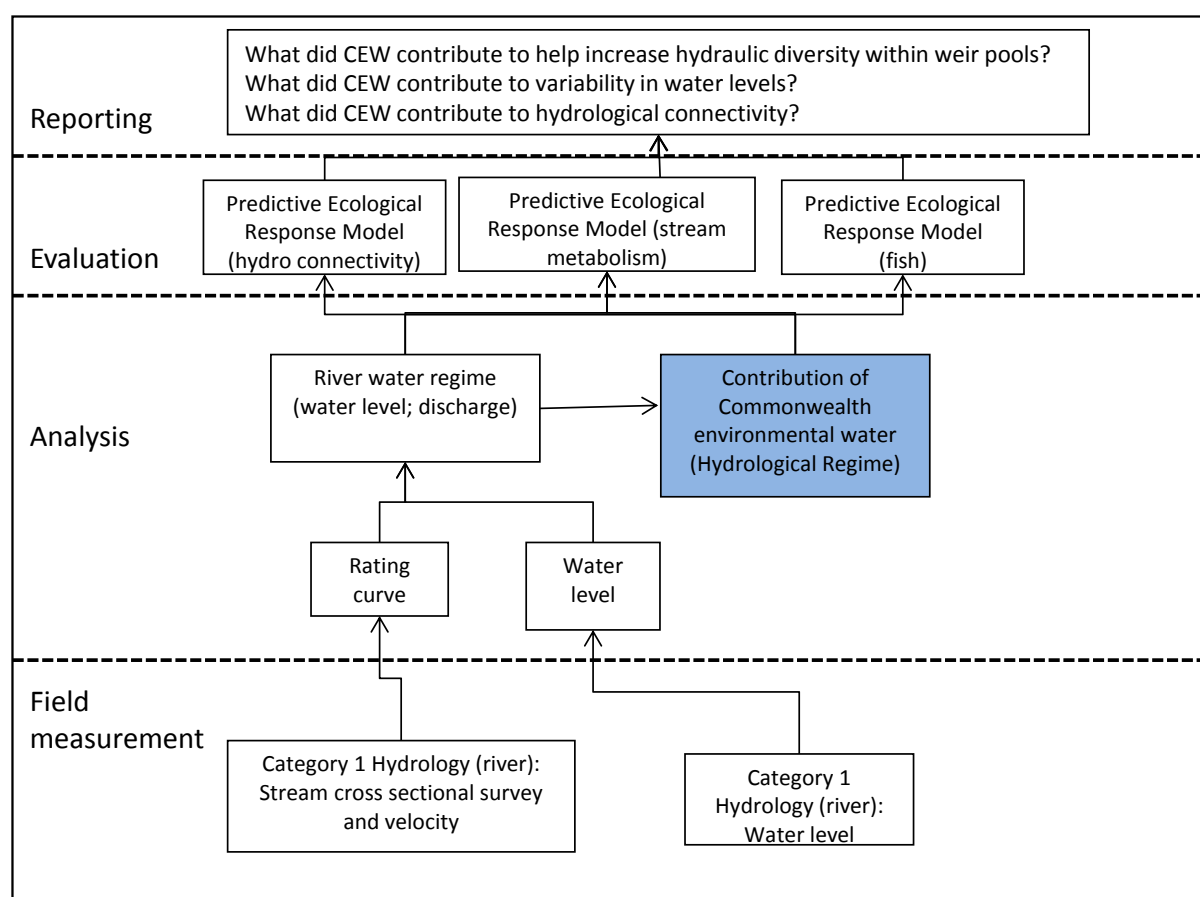 What did CEW contribute to help increase hydraulic diversity within weir pools?
What did CEW contribute to variability in water levels?
What did CEW contribute to hydrological connectivity?
Reporting
Predictive Ecological
Response Model
(hydro connectivity)
Predictive Ecological
Response Model (stream
metabolism)
Predictive Ecological
Response Model
(fish)
Evaluation
River water regime
(water level; discharge)
Contribution of
Commonwealth
environmental water
(Hydrological Regime)
Analysis
Rating
curve
Water
level
Field
measurement
Category 1 Hydrology (river):
Stream cross sectional survey
and velocity
Category 1
Hydrology (river):
Water level